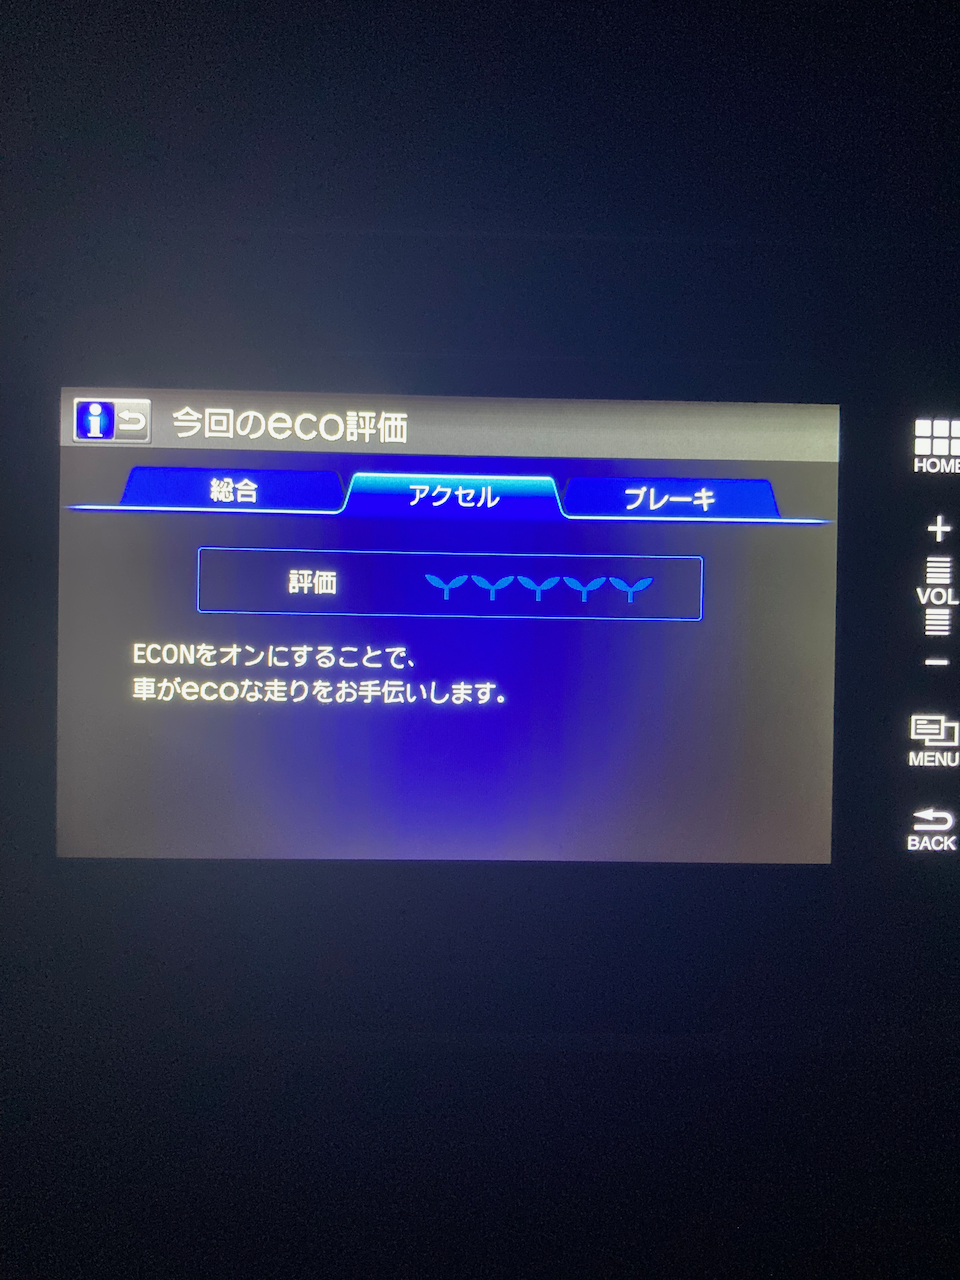 今回のeco評価
総合 アクセル ブレーキ
評価
ECONをオンにすることで、
車がecoな走りをお手伝いします。
HOME
+
VOL
−
MENU
BACK